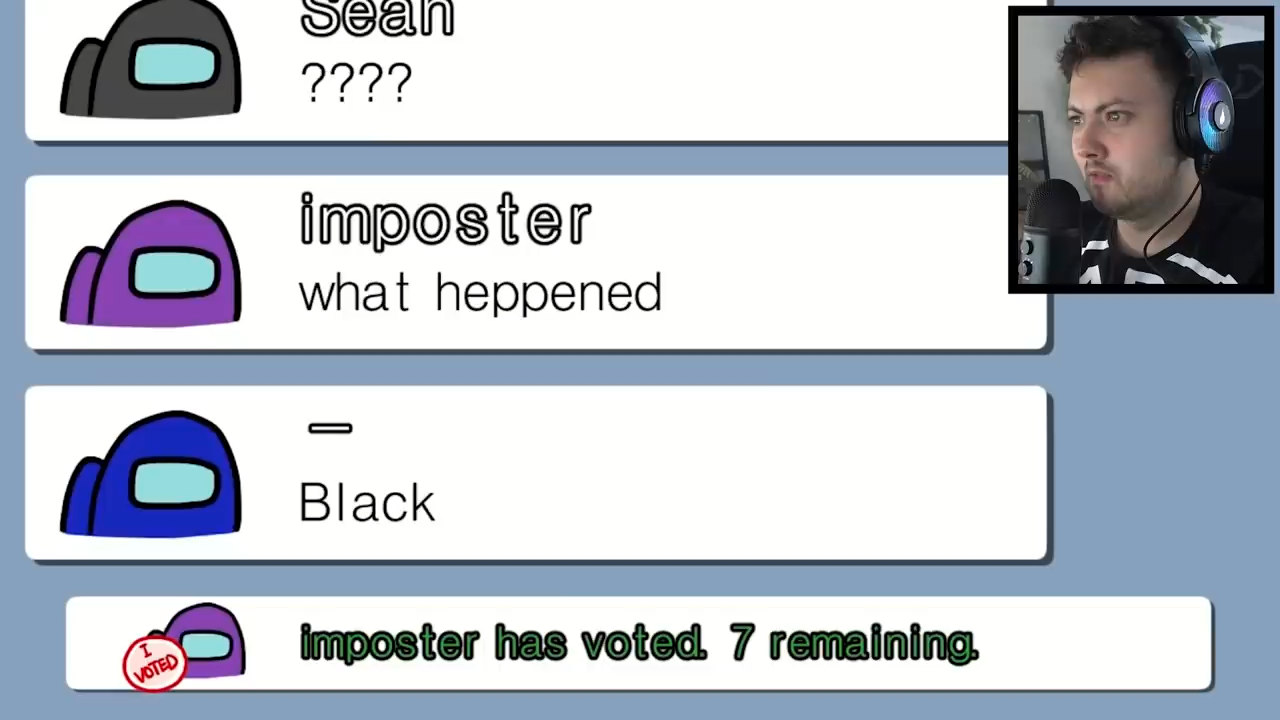 Sean
????
imposter
what heppened
—
Black
I VOTED
imposter has voted. 7 remaining.